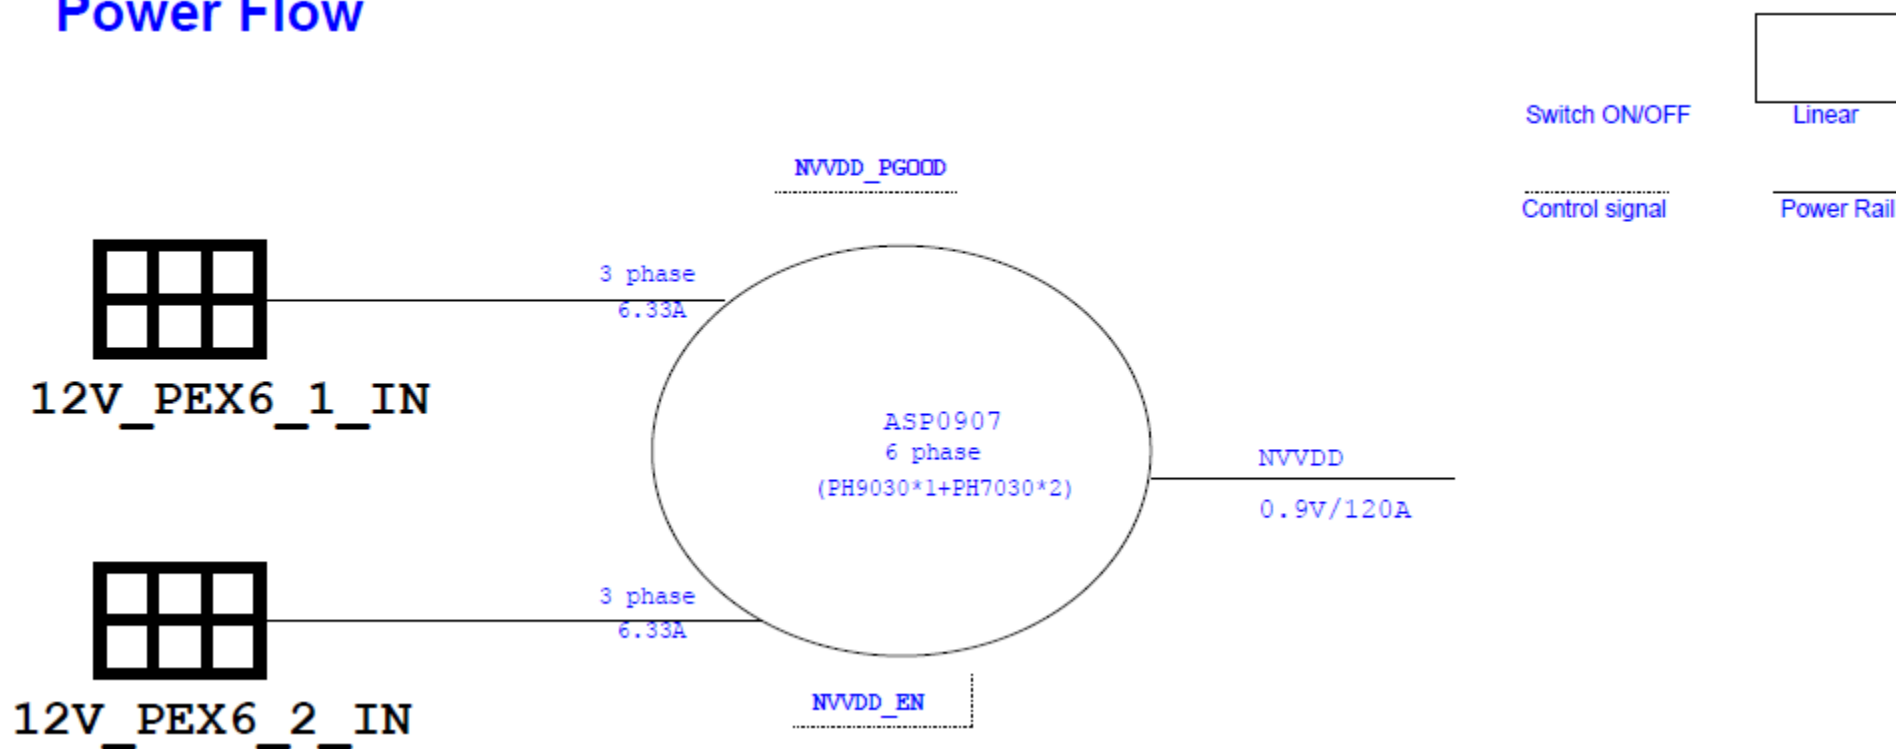 Power Flow
Switch ON/OFF
Linear
NVVDD_PGOOD
Control signal
Power Rail
3 phase
6.33A
12V_PEX6_1_IN
ASP0907
6 phase
(PH9030*1+PH7030*2)
NVVDD
0.9V/120A
3 phase
6.33A
NVVDD_EN
12V_PEX6_2_IN